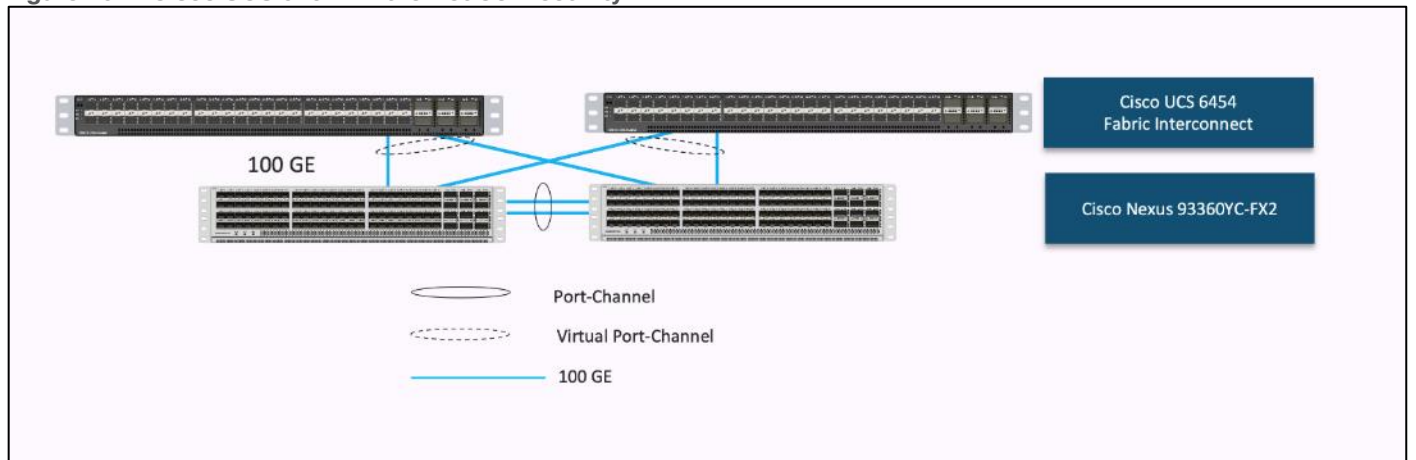 Cisco UCS 6454
Fabric Interconnect
100 GE
Cisco Nexus 93360YC-FX2
Port-Channel
Virtual Port-Channel
100 GE